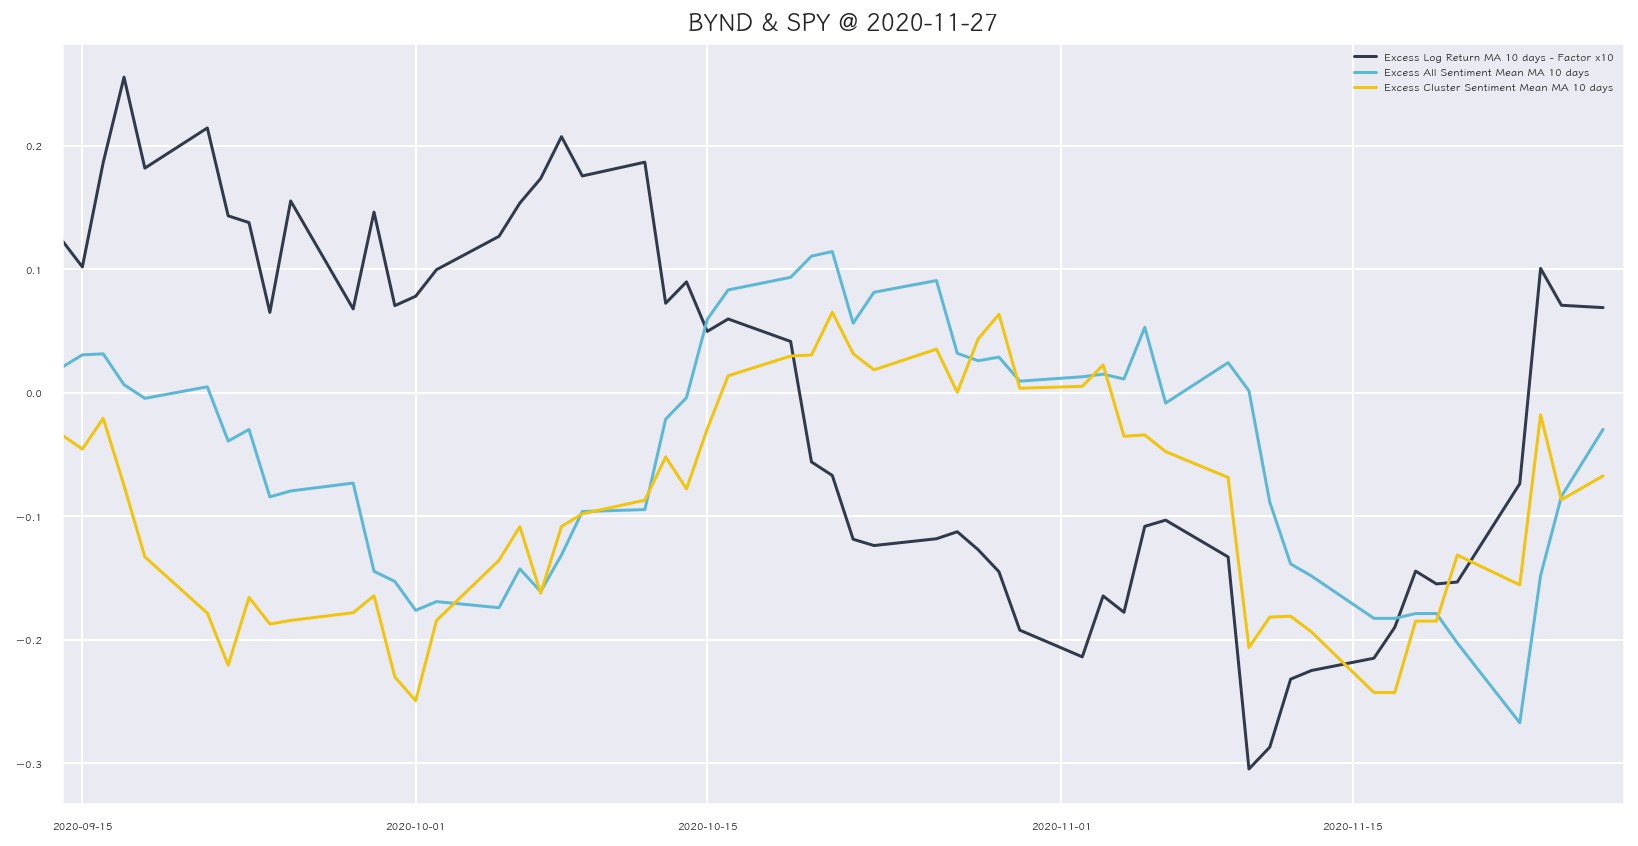 BYND & SPY @ 2020-11-27
Excess Log Return MA 10 days - Factor x10
Excess All Sentiment Mean MA 10 days
Excess Cluster Sentiment Mean MA 10 days
0.2
0.1
0.0
−0.1
−0.2
−0.3
2020-09-15
2020-10-01
2020-10-15
2020-11-01
2020-11-15